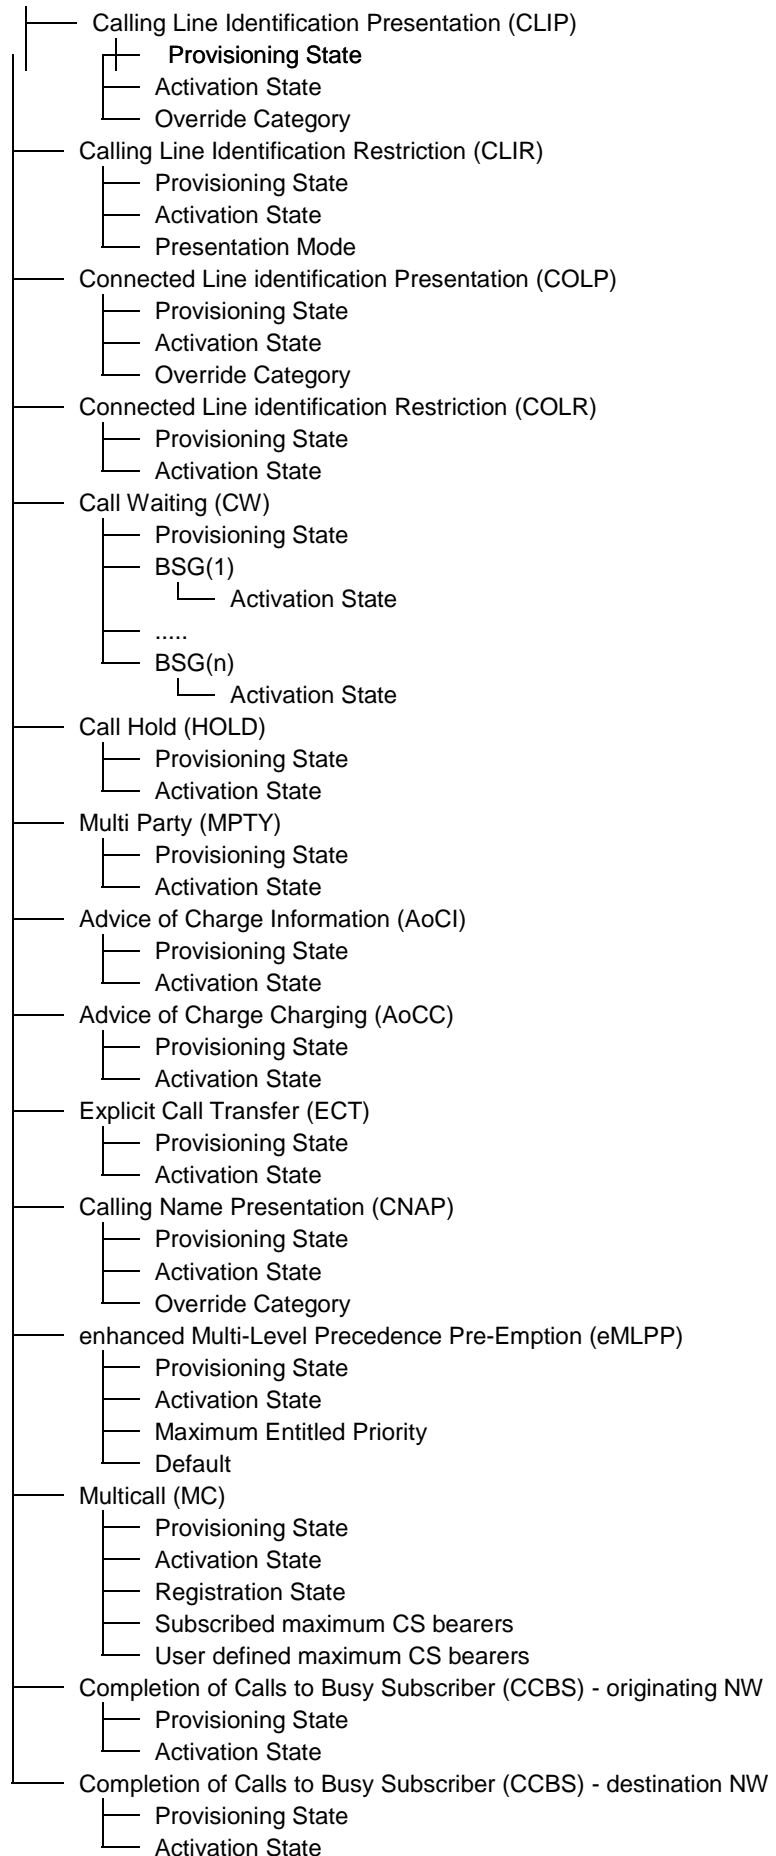 Calling Line Identification Presentation (CLIP)
Provisioning State
Activation State
Override Category
Calling Line Identification Restriction (CLIR)
Provisioning State
Activation State
Presentation Mode
Connected Line identification Presentation (COLP)
Provisioning State
Activation State
Override Category
Connected Line identification Restriction (COLR)
Provisioning State
Activation State
Call Waiting (CW)
Provisioning State
BSG(1)
Activation State
.....
BSG(n)
Activation State
Call Hold (HOLD)
Provisioning State
Activation State
Multi Party (MPTY)
Provisioning State
Activation State
Advice of Charge Information (AoCI)
Provisioning State
Activation State
Advice of Charge Charging (AoCC)
Provisioning State
Activation State
Explicit Call Transfer (ECT)
Provisioning State
Activation State
Calling Name Presentation (CNAP)
Provisioning State
Activation State
Override Category
enhanced Multi-Level Precedence Pre-Emption (eMLPP)
Provisioning State
Activation State
Maximum Entitled Priority
Default
Multicall (MC)
Provisioning State
Activation State
Registration State
Subscribed maximum CS bearers
User defined maximum CS bearers
Completion of Calls to Busy Subscriber (CCBS) - originating NW
Provisioning State
Activation State
Completion of Calls to Busy Subscriber (CCBS) - destination NW
Provisioning State
Activation State